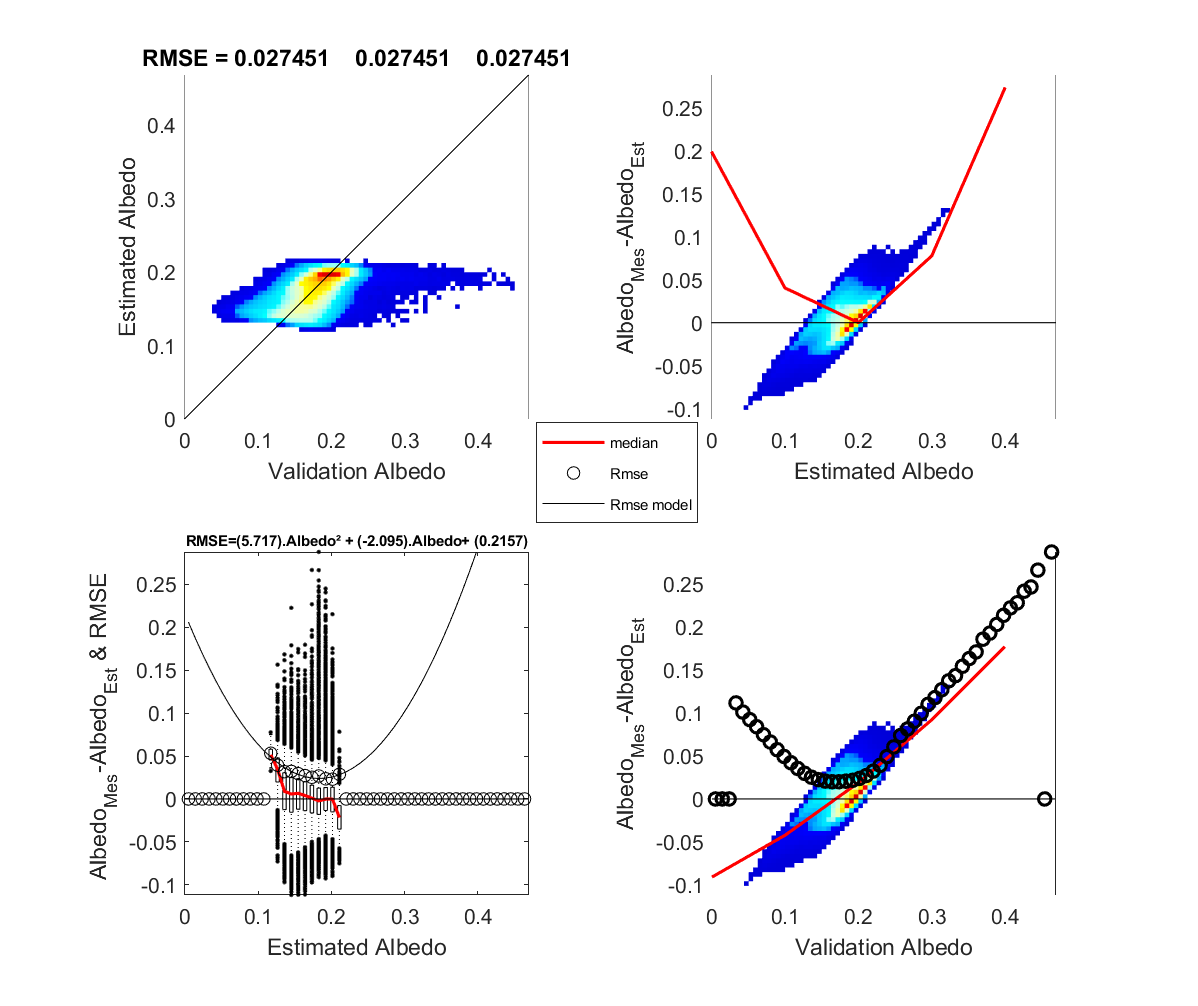 RMSE = 0.027451 0.027451 0.027451
Estimated Albedo
0.4
0.3
0.2
0.1
0
0 0.1 0.2 0.3 0.4
Validation Albedo
Albedo_Mes-Albedo_Est
0.25
0.2
0.15
0.1
0.05
0
-0.05
-0.1
0 0.1 0.2 0.3 0.4
Estimated Albedo
median
Rmse
Rmse model
RMSE=(5.717).Albedo² + (-2.095).Albedo+ (0.2157)
Albedo_Mes-Albedo_Est & RMSE
0.25
0.2
0.15
0.1
0.05
0
-0.05
-0.1
0 0.1 0.2 0.3 0.4
Estimated Albedo
Albedo_Mes-Albedo_Est
0.25
0.2
0.15
0.1
0.05
0
-0.05
-0.1
0 0.1 0.2 0.3 0.4
Validation Albedo